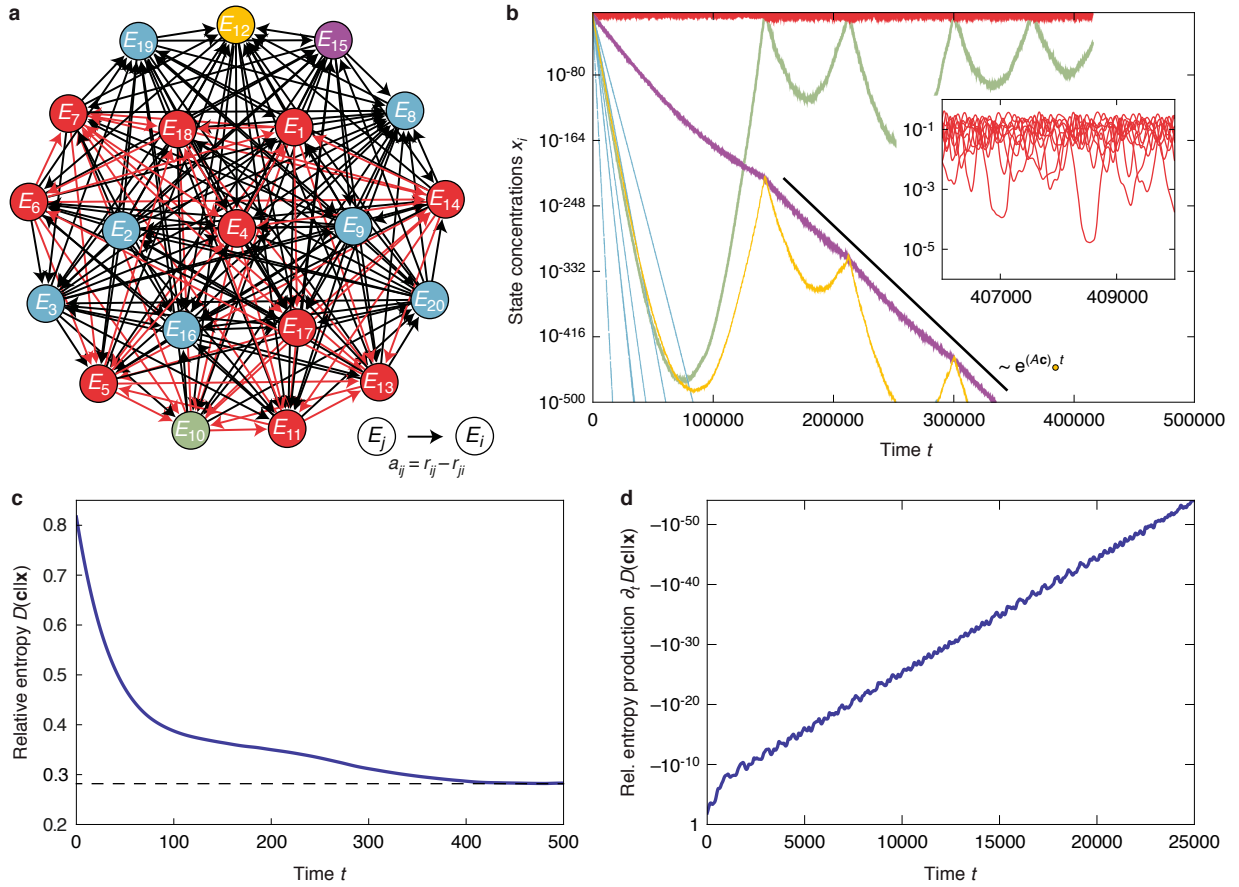 a
E19
E12
E15
E7
E18
E1
E8
E6
E14
E2
E4
E9
E3
E20
E16
E17
E5
E13
E10
E11
Ej → Ei
aij = rij – rji
b
State concentrations xi
10-80
10-164
10-248
10-332
10-416
10-500
0 100000 200000 300000 400000 500000
Time t
~ e(Ac)t
10-1
10-3
10-5
407000 409000
c
Relative entropy D(c||x)
0.8
0.7
0.6
0.5
0.4
0.3
0.2
0 100 200 300 400 500
Time t
d
Rel. entropy production ∂tD(c||x)
–10-50
–10-40
–10-30
–10-20
–10-10
1
0 5000 10000 15000 20000 25000
Time t